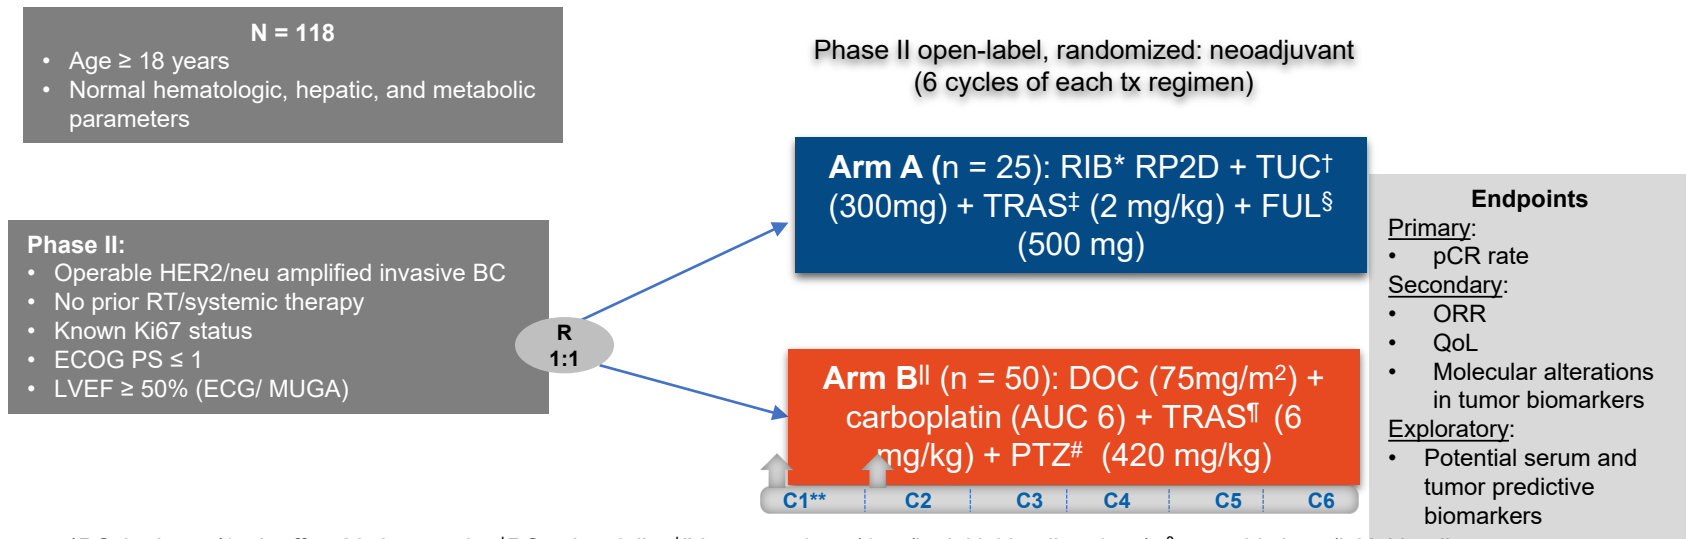 N = 118
• Age ≥ 18 years
• Normal hematologic, hepatic, and metabolic
parameters
Phase II open-label, randomized: neoadjuvant
(6 cycles of each tx regimen)
Phase II:
• Operable HER2/neu amplified invasive BC
• No prior RT/systemic therapy
• Known Ki67 status
• ECOG PS ≤ 1
• LVEF ≥ 50% (ECG/ MUGA)
R
1:1
Arm A (n = 25): RIB* RP2D + TUC†
(300mg) + TRAS‡ (2 mg/kg) + FUL§
(500 mg)
Arm B|| (n = 50): DOC (75mg/m²) +
carboplatin (AUC 6) + TRAS¶ (6
mg/kg) + PTZ# (420 mg/kg)
C1** C2 C3 C4 C5 C6
Endpoints
Primary:
• pCR rate
Secondary:
• ORR
• QoL
• Molecular alterations
in tumor biomarkers
Exploratory:
• Potential serum and
tumor predictive
biomarkers